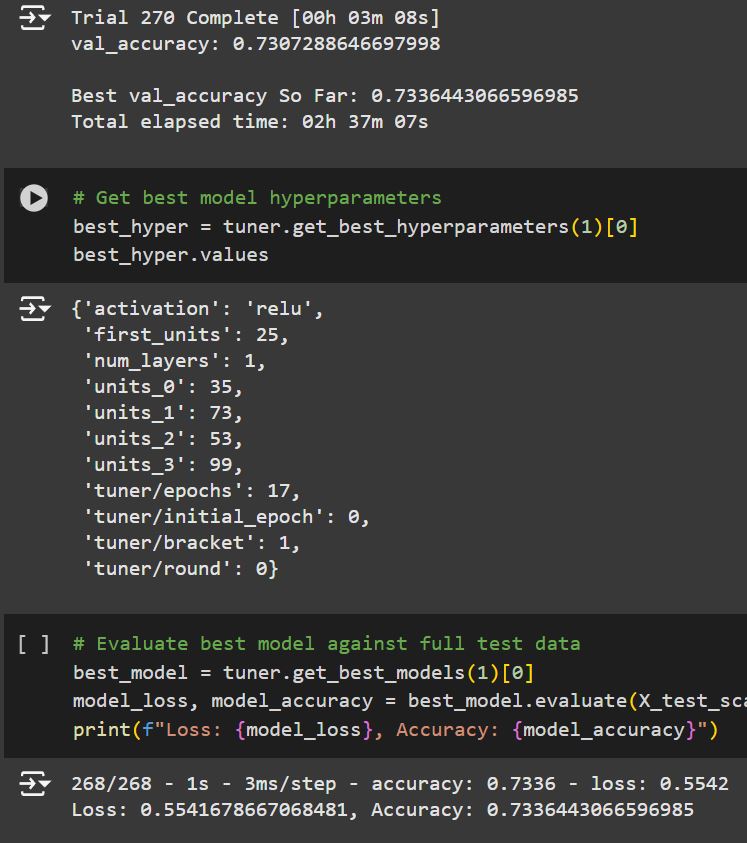 Trial 270 Complete [00h 03m 08s]
val_accuracy: 0.7307288646697998
Best val_accuracy So Far: 0.7336443066596985
Total elapsed time: 02h 37m 07s
# Get best model hyperparameters
best_hyper = tuner.get_best_hyperparameters(1)[0]
best_hyper.values
{'activation': 'relu',
'first_units': 25,
'num_layers': 1,
'units_0': 35,
'units_1': 73,
'units_2': 53,
'units_3': 99,
'tuner/epochs': 17,
'tuner/initial_epoch': 0,
'tuner/bracket': 1,
'tuner/round': 0}
[ ] # Evaluate best model against full test data
best_model = tuner.get_best_models(1)[0]
model_loss, model_accuracy = best_model.evaluate(X_test_sca
print(f"Loss: {model_loss}, Accuracy: {model_accuracy}")
268/268 - 1s - 3ms/step - accuracy: 0.7336 - loss: 0.5542
Loss: 0.5541678667068481, Accuracy: 0.7336443066596985